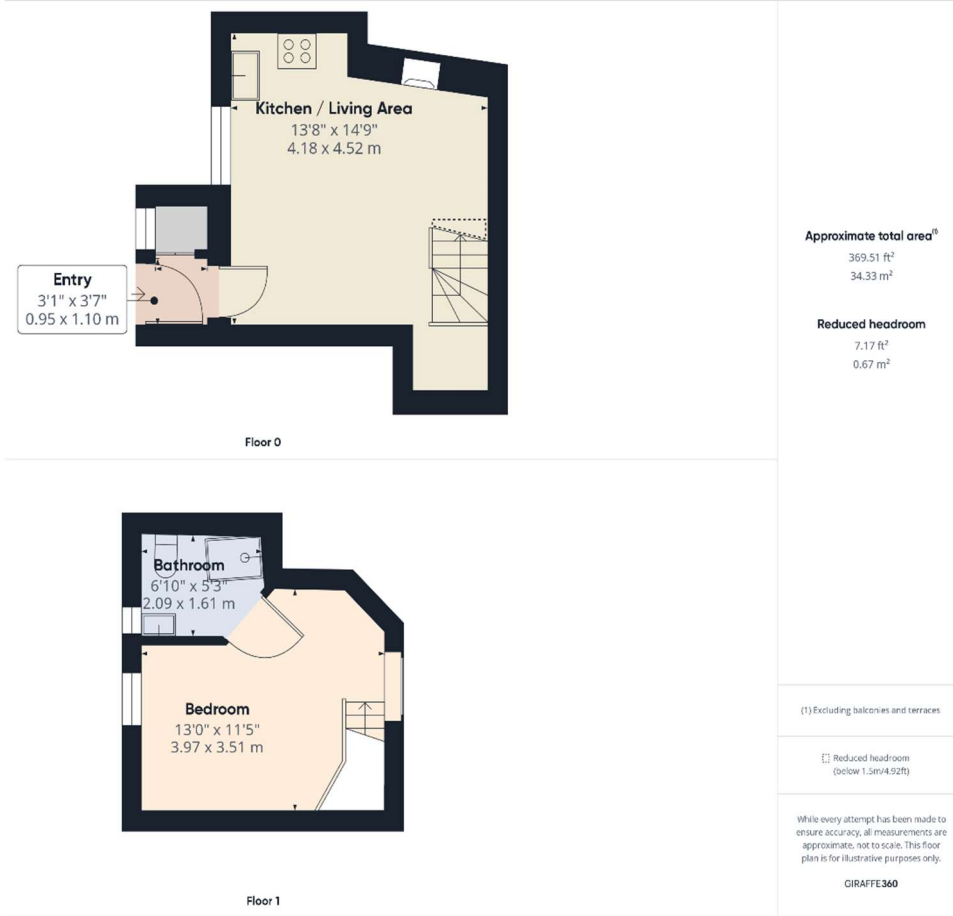 Kitchen / Living Area
13'8" x 14'9"
4.18 x 4.52 m
Entry
3'1" x 3'7"
0.95 x 1.10 m
Floor 0
Bathroom
6'10" x 5'3"
2.09 x 1.61 m
Bedroom
13'0" x 11'5"
3.97 x 3.51 m
Floor 1
Approximate total area(1)
369.51 ft²
34.33 m²
Reduced headroom
7.17 ft²
0.67 m²
(1) Excluding balconies and terraces
Reduced headroom
(below 1.5m/4.92ft)
While every attempt has been made to
ensure accuracy, all measurements are
approximate, not to scale. This floor
plan is for illustrative purposes only.
GIRAFFE360